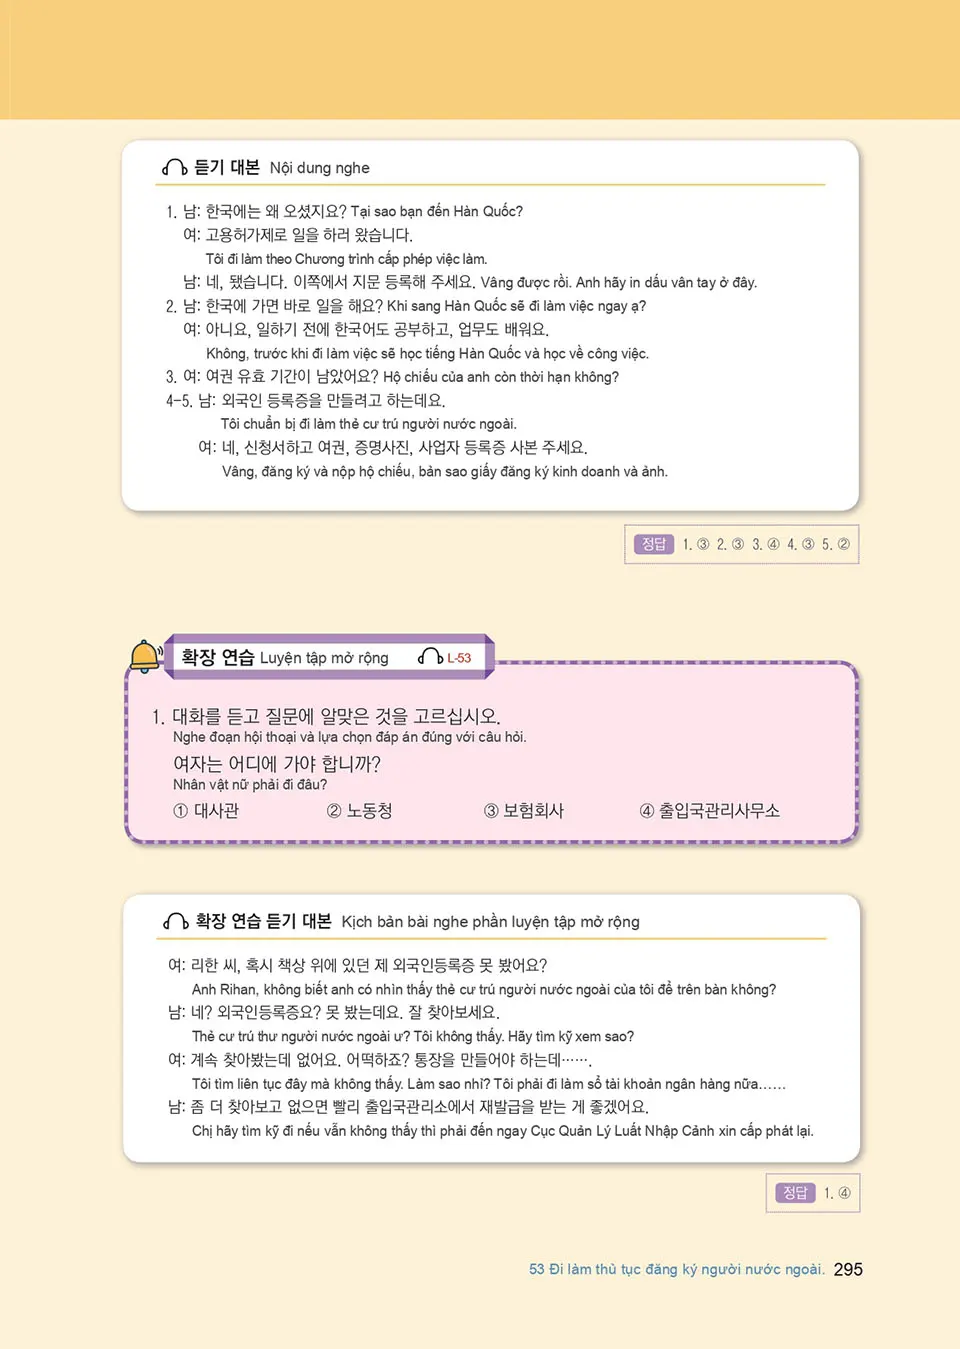 듣기 대본 Nội dung nghe
1. 남: 한국에는 왜 오셨지요? Tại sao bạn đến Hàn Quốc?
여: 고용허가제로 일을 하러 왔습니다.
Tôi đi làm theo Chương trình cấp phép việc làm.
남: 네, 됐습니다. 이쪽에서 지문 등록해 주세요. Vâng được rồi. Anh hãy in dấu vân tay ở đây.
2. 남: 한국에 가면 바로 일을 해요? Khi sang Hàn Quốc sẽ đi làm việc ngay ạ?
여: 아니요, 일하기 전에 한국어도 공부하고, 업무도 배워요.
Không, trước khi đi làm việc sẽ học tiếng Hàn Quốc và học về công việc.
3. 여: 여권 유효 기간이 남았어요? Hộ chiếu của anh còn thời hạn không?
4-5. 남: 외국인 등록증을 만들려고 하는데요.
Tôi chuẩn bị đi làm thẻ cư trú người nước ngoài.
여: 네, 신청서하고 여권, 증명사진, 사업자 등록증 사본 주세요.
Vâng, đăng ký và nộp hộ chiếu, bản sao giấy đăng ký kinh doanh và ảnh.
정답 1. ③ 2. ③ 3. ④ 4. ③ 5. ②
확장 연습 Luyện tập mở rộng L-53
1. 대화를 듣고 질문에 알맞은 것을 고르십시오.
Nghe đoạn hội thoại và lựa chọn đáp án đúng với câu hỏi.
여자는 어디에 가야 합니까?
Nhân vật nữ phải đi đâu?
① 대사관 ② 노동청 ③ 보험회사 ④ 출입국관리사무소
확장 연습 듣기 대본 Kịch bản bài nghe phần luyện tập mở rộng
여: 리한 씨, 혹시 책상 위에 있던 제 외국인등록증 못 봤어요?
Anh Rihan, không biết anh có nhìn thấy thẻ cư trú người nước ngoài của tôi để trên bàn không?
남: 네? 외국인등록증요? 못 봤는데요. 잘 찾아보세요.
Thẻ cư trú thư người nước ngoài ư? Tôi không thấy. Hãy tìm kỹ xem sao?
여: 계속 찾아봤는데 없어요. 어떡하죠? 통장을 만들어야 하는데⋯⋯.
Tôi tìm liên tục đây mà không thấy. Làm sao nhỉ? Tôi phải đi làm sổ tài khoản ngân hàng nữa……
남: 좀 더 찾아보고 없으면 빨리 출입국관리소에서 재발급을 받는 게 좋겠어요.
Chị hãy tìm kỹ đi nếu vẫn không thấy thì phải đến ngay Cục Quản Lý Luất Nhập Cảnh xin cấp phát lại.
정답 1. ④
53 Đi làm thủ tục đăng ký người nước ngoài. 295